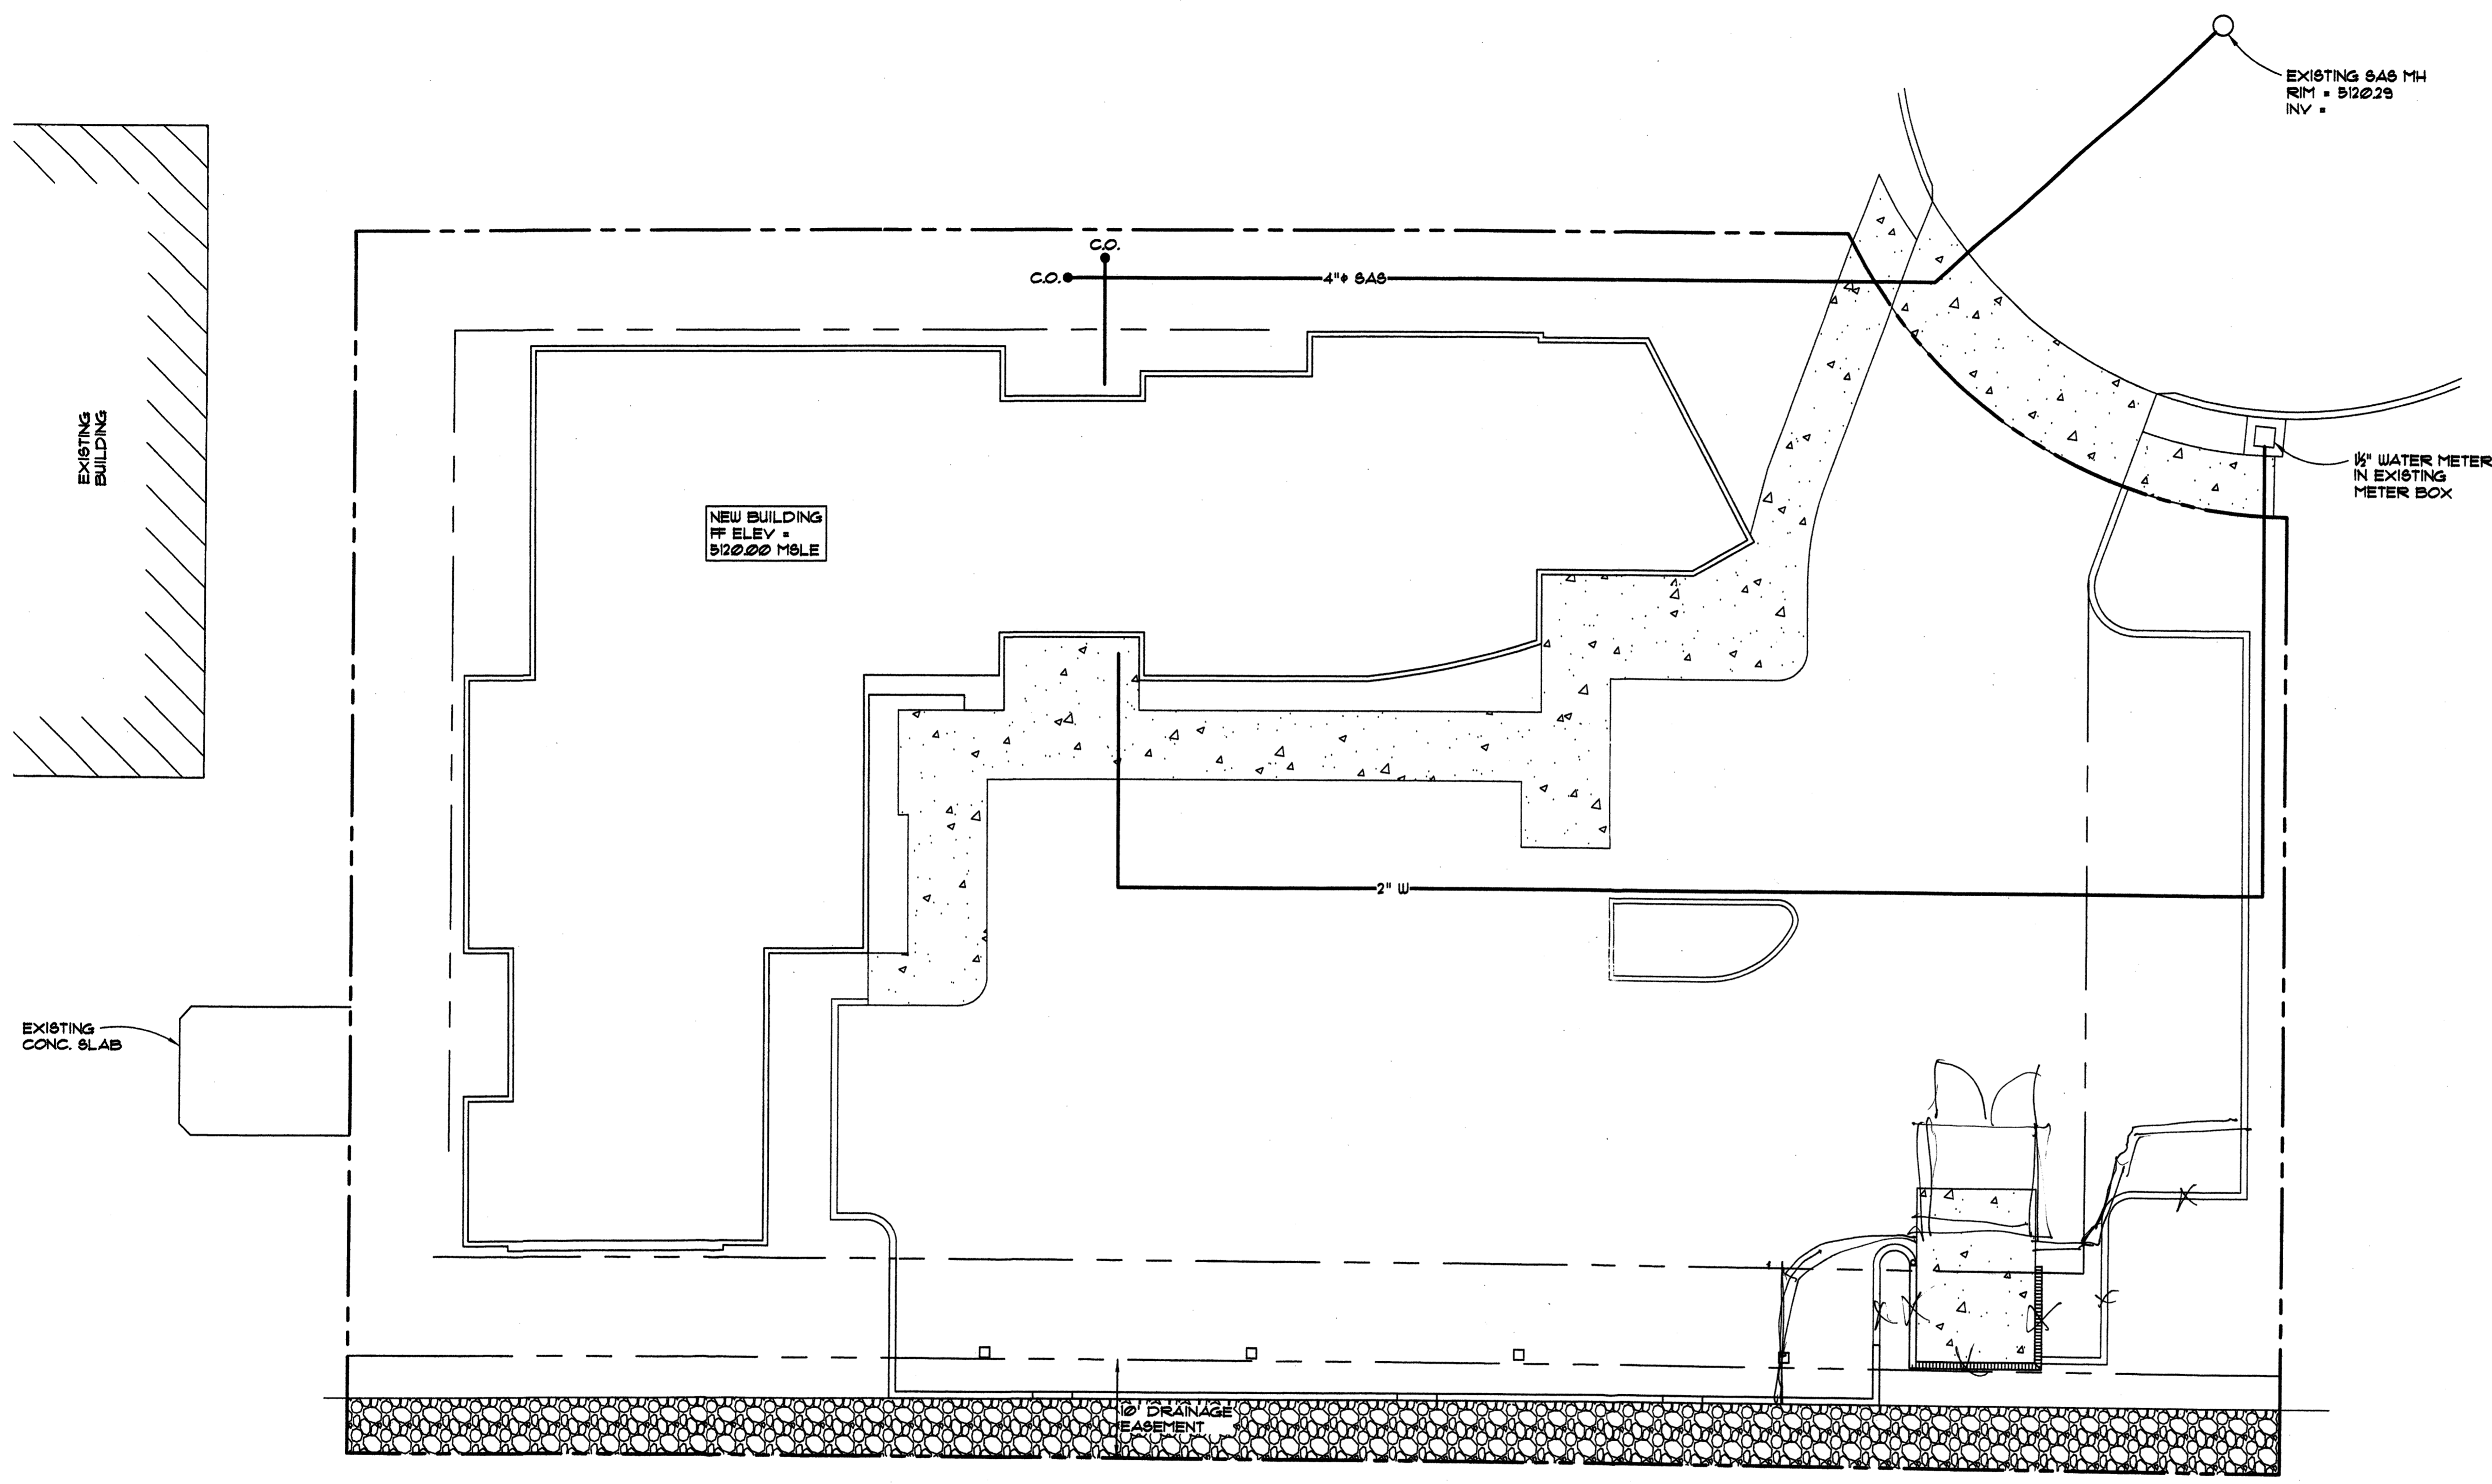 EXISTING SAS MH
RIM = 5120.29
INV =
C.O.
C.O.
4"φ SAS
EXISTING
BUILDING
1½" WATER METER
IN EXISTING
METER BOX
NEW BUILDING
FF ELEV =
5120.00 MSLE
2" W
EXISTING
CONC. SLAB
10' DRAINAGE
EASEMENT